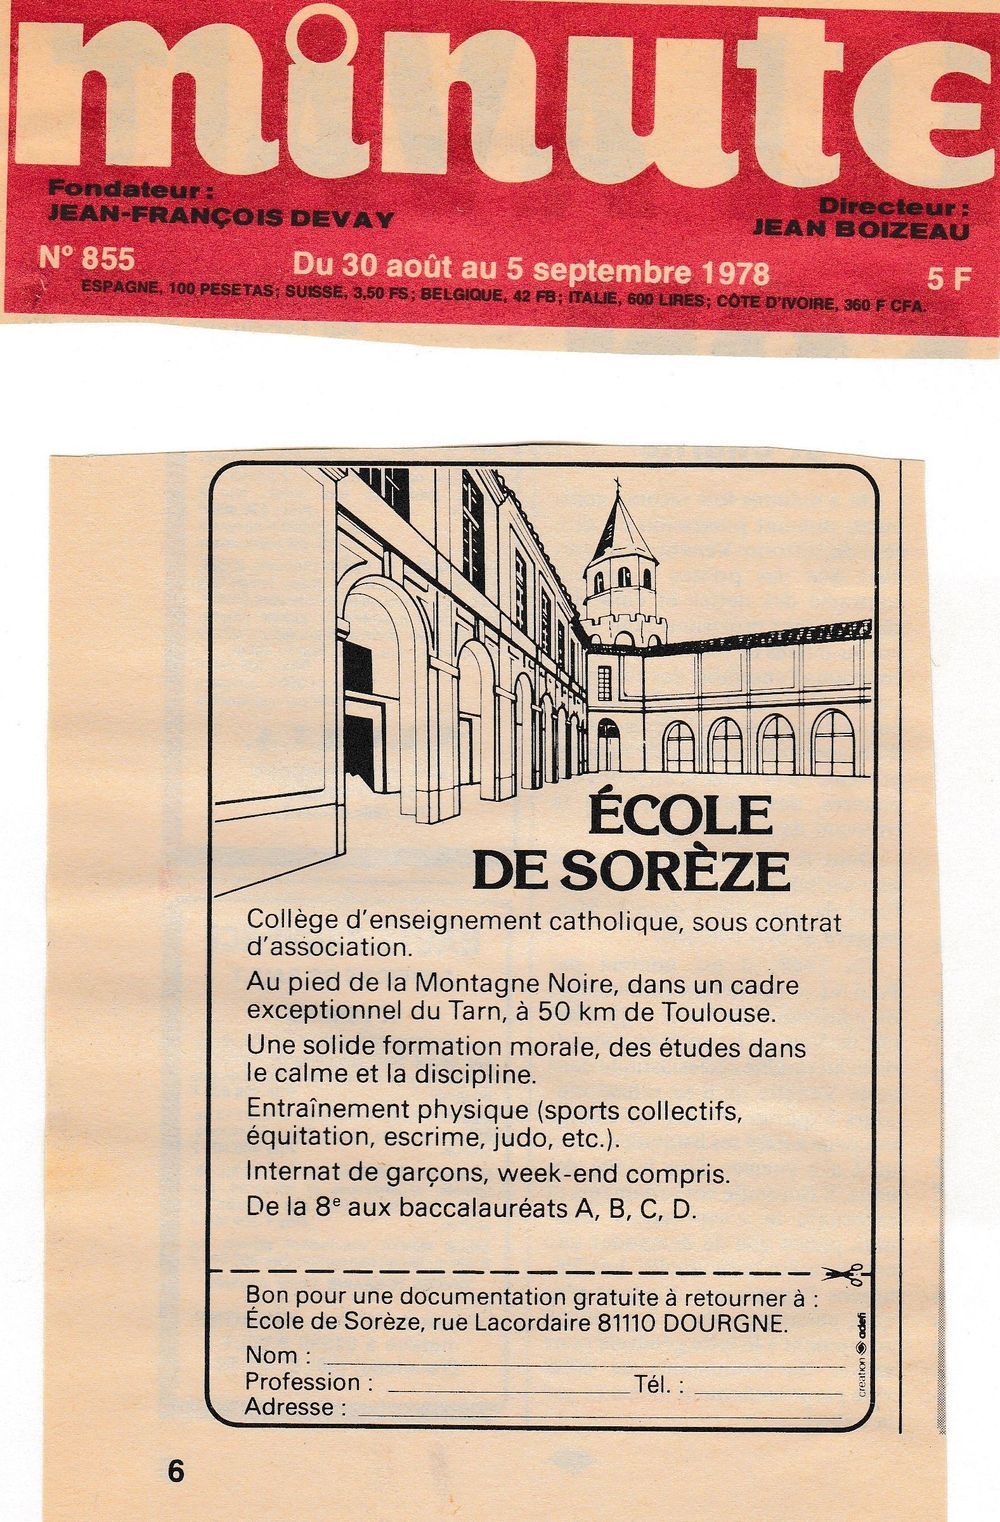 minute
Fondateur :
JEAN-FRANÇOIS DEVAY
Directeur :
JEAN BOIZEAU
Nº 855
Du 30 août au 5 septembre 1978
5 F
ESPAGNE, 100 PESETAS; SUISSE, 3,50 FS; BELGIQUE, 42 FB; ITALIE, 600 LIRES; CÔTE D'IVOIRE, 360 F CFA.
ÉCOLE
DE SORÈZE
Collège d'enseignement catholique, sous contrat
d'association.
Au pied de la Montagne Noire, dans un cadre
exceptionnel du Tarn, à 50 km de Toulouse.
Une solide formation morale, des études dans
le calme et la discipline.
Entraînement physique (sports collectifs,
équitation, escrime, judo, etc.).
Internat de garçons, week-end compris.
De la 8e aux baccalauréats A, B, C, D.
Bon pour une documentation gratuite à retourner à :
École de Sorèze, rue Lacordaire 81110 DOURGNE.
Nom :
Profession : Tél. :
Adresse :
creation adefi
6